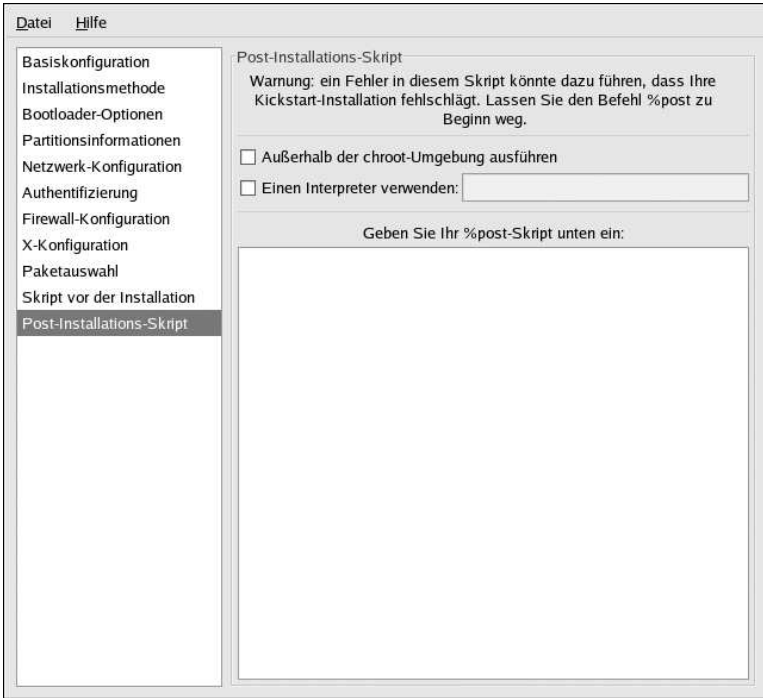 Datei Hilfe
Basiskonfiguration
Installationsmethode
Bootloader-Optionen
Partitionsinformationen
Netzwerk-Konfiguration
Authentifizierung
Firewall-Konfiguration
X-Konfiguration
Paketauswahl
Skript vor der Installation
Post-Installations-Skript
Post-Installations-Skript
Warnung: ein Fehler in diesem Skript könnte dazu führen, dass Ihre
Kickstart-Installation fehlschlägt. Lassen Sie den Befehl %post zu
Beginn weg.
Außerhalb der chroot-Umgebung ausführen
Einen Interpreter verwenden:
Geben Sie Ihr %post-Skript unten ein: